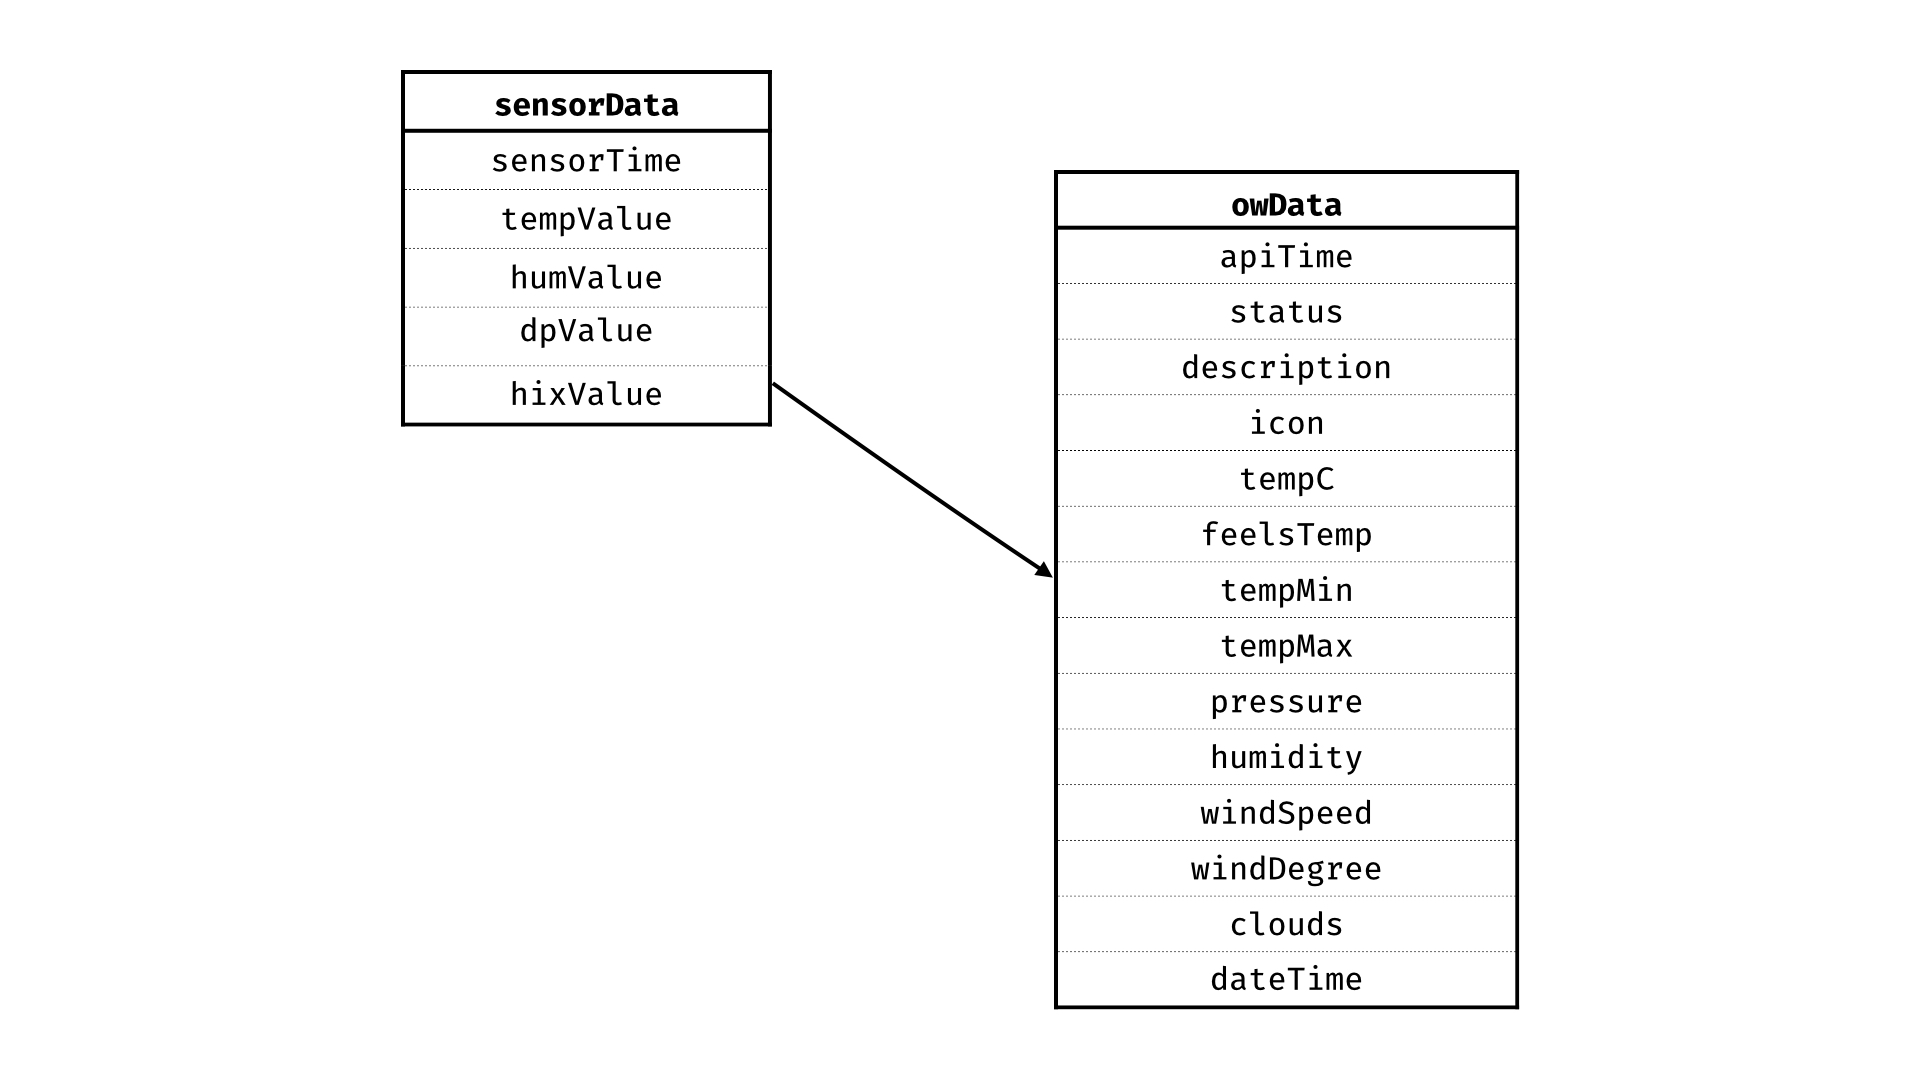 sensorData
sensorTime
tempValue
humValue
dpValue
hixValue
owData
apiTime
status
description
icon
tempC
feelsTemp
tempMin
tempMax
pressure
humidity
windSpeed
windDegree
clouds
dateTime